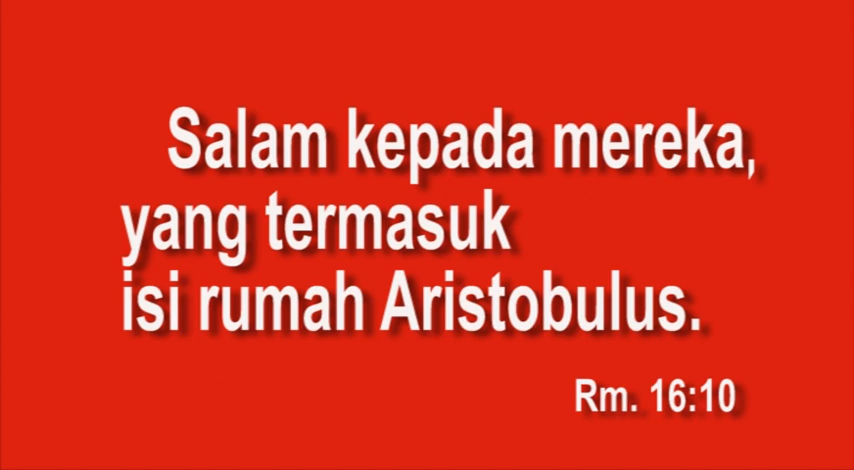 Salam kepada mereka,
yang termasuk
isi rumah Aristobulus.
Rm. 16:10